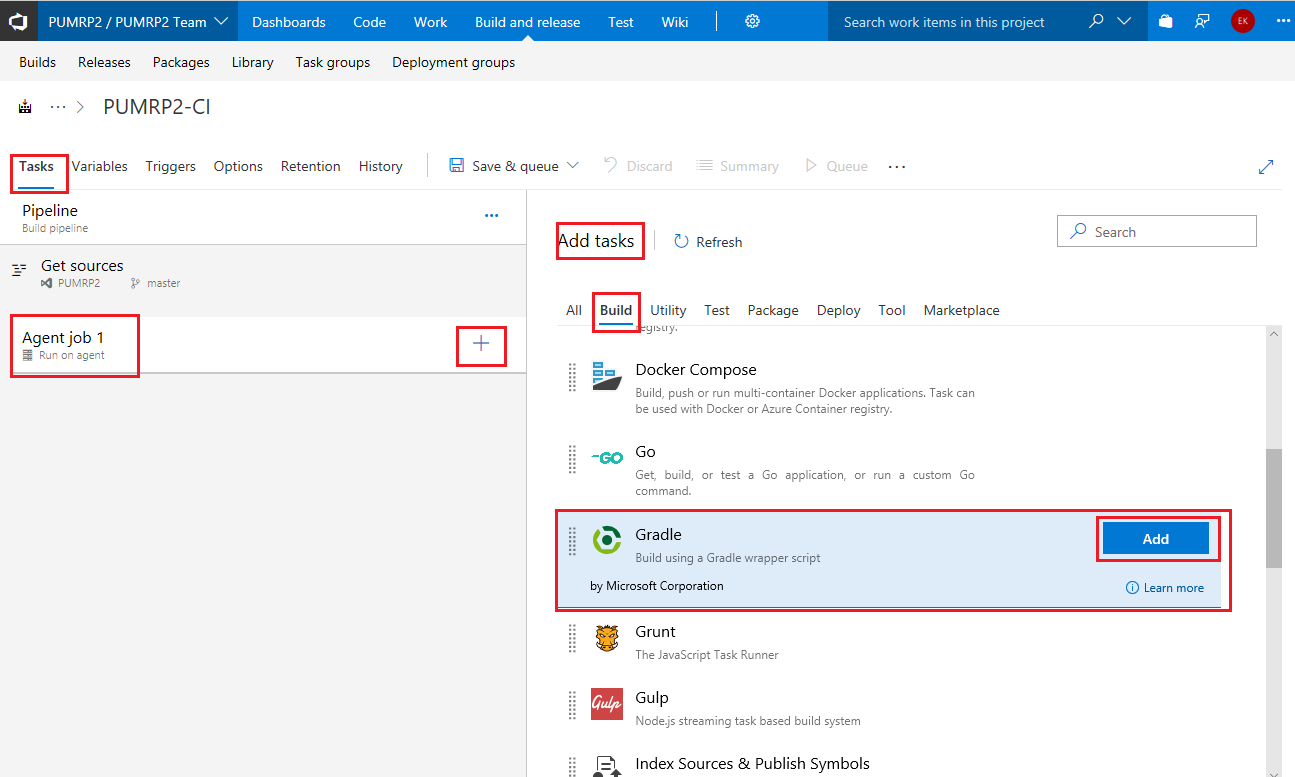 PUMRP2 / PUMRP2 Team Dashboards Code Work Build and release Test Wiki Search work items in this project EK
Builds Releases Packages Library Task groups Deployment groups
... PUMRP2-CI
Tasks Variables Triggers Options Retention History Save & queue Discard Summary Queue ...
Pipeline
Build pipeline
Get sources
PUMRP2 master
Agent job 1
Run on agent
Add tasks Refresh Search
All Build Utility Test Package Deploy Tool Marketplace
registry.
Docker Compose
Build, push or run multi-container Docker applications. Task can
be used with Docker or Azure Container registry.
GO
Go
Get, build, or test a Go application, or run a custom Go
command.
Gradle
Build using a Gradle wrapper script
Add
by Microsoft Corporation
Learn more
Grunt
The JavaScript Task Runner
Gulp
Gulp
Node.js streaming task based build system
Index Sources & Publish Symbols